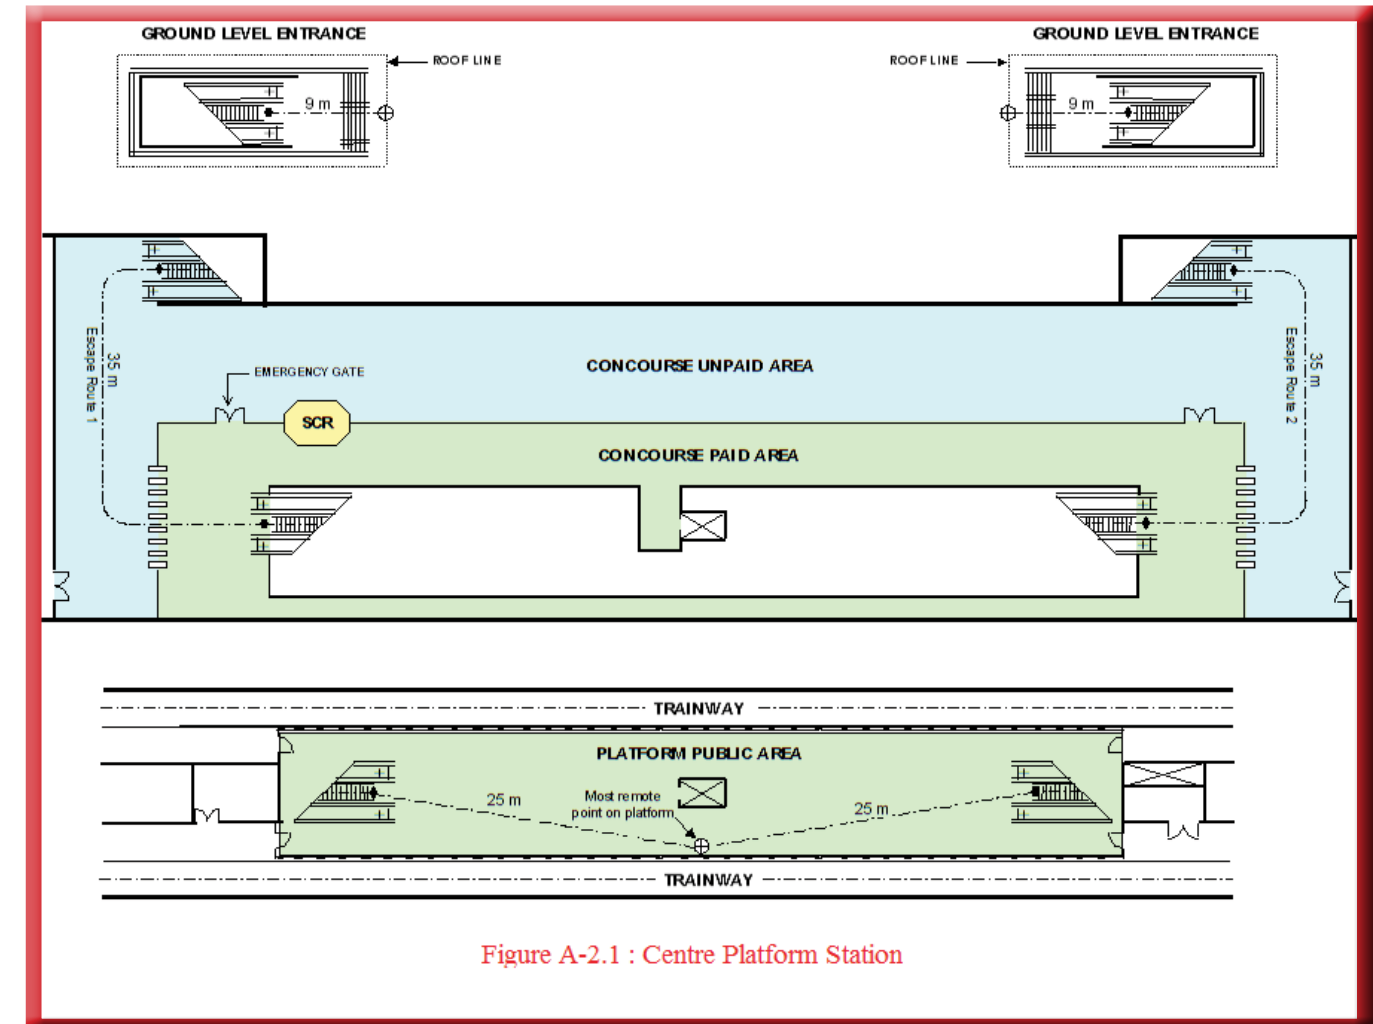 GROUND LEVEL ENTRANCE
GROUND LEVEL ENTRANCE
ROOF LINE
ROOF LINE
9 m
9 m
35 m
Escape Route 1
35 m
Escape Route 2
CONCOURSE UNPAID AREA
EMERGENCY GATE
SCR
CONCOURSE PAID AREA
TRAINWAY
PLATFORM PUBLIC AREA
25 m
Most remote
point on platform
25 m
TRAINWAY
Figure A-2.1 : Centre Platform Station